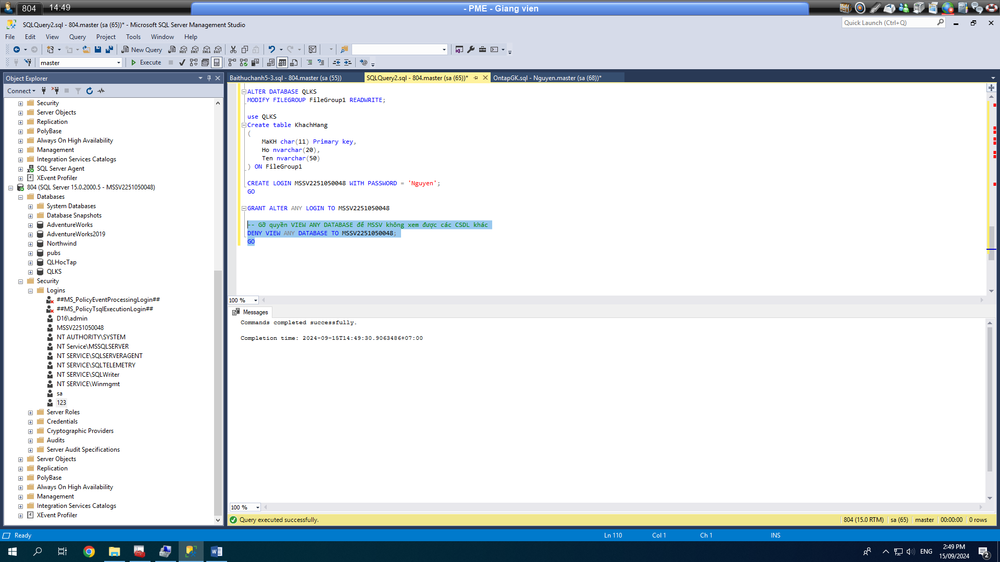 804 14:49
- PME - Giang vien
SQLQuery2.sql - 804.master (sa (65))* - Microsoft SQL Server Management Studio
Quick Launch (Ctrl+Q)
File Edit View Query Project Tools Window Help
New Query
MDX DMX XMLA DAX
master
Execute
Object Explorer
Connect
Security
Server Objects
Replication
PolyBase
Always On High Availability
Management
Integration Services Catalogs
SQL Server Agent
XEvent Profiler
804 (SQL Server 15.0.2000.5 - MSSV2251050048)
Databases
System Databases
Database Snapshots
AdventureWorks
AdventureWorks2019
Northwind
pubs
QLHocTap
QLKS
Security
Logins
##MS_PolicyEventProcessingLogin##
##MS_PolicyTsqlExecutionLogin##
D16\admin
MSSV2251050048
NT AUTHORITY\SYSTEM
NT Service\MSSQLSERVER
NT SERVICE\SQLSERVERAGENT
NT SERVICE\SQLTELEMETRY
NT SERVICE\SQLWriter
NT SERVICE\Winmgmt
sa
123
Server Roles
Credentials
Cryptographic Providers
Audits
Server Audit Specifications
Server Objects
Replication
PolyBase
Always On High Availability
Management
Integration Services Catalogs
XEvent Profiler
Baithuchanh5-3.sql - 804.master (sa (55))
SQLQuery2.sql - 804.master (sa (65))*
OntapGK.sql - Nguyen.master (sa (68))*
ALTER DATABASE QLKS
MODIFY FILEGROUP FileGroup1 READWRITE;
use QLKS
Create table KhachHang
(
MaKH char(11) Primary key,
Ho nvarchar(20),
Ten nvarchar(50)
) ON FileGroup1
CREATE LOGIN MSSV2251050048 WITH PASSWORD = 'Nguyen';
GO
GRANT ALTER ANY LOGIN TO MSSV2251050048
-- Gỡ quyền VIEW ANY DATABASE để MSSV không xem được các CSDL khác
DENY VIEW ANY DATABASE TO MSSV2251050048;
GO
100 %
Messages
Commands completed successfully.
Completion time: 2024-09-15T14:49:30.9063486+07:00
100 %
Query executed successfully.
804 (15.0 RTM) sa (65) master 00:00:00 0 rows
Ready
Ln 110 Col 1 Ch 1 INS
ENG
2:49 PM
15/09/2024
2